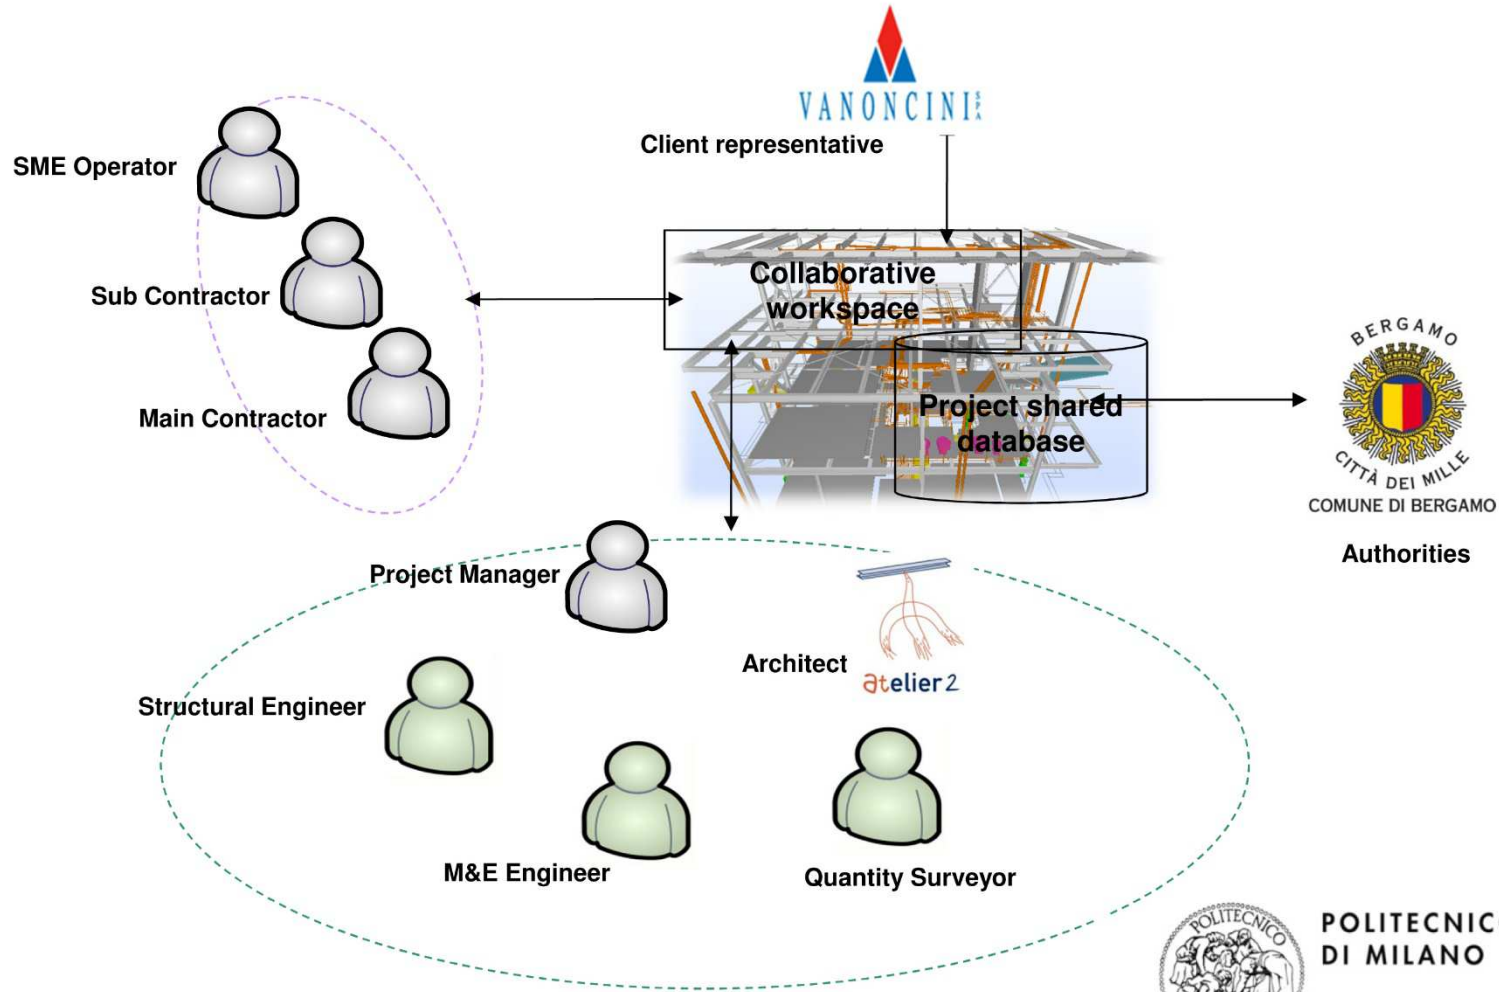 VANONCINI SPA
Client representative
SME Operator
Collaborative
workspace
Sub Contractor
BERGAMO
Project shared
database
Main Contractor
CITTÀ DEI MILLE
COMUNE DI BERGAMO
Authorities
Project Manager
Architect
atelier2
Structural Engineer
M&E Engineer
Quantity Surveyor
POLITECNICO
POLITECNIC
DI MILANO